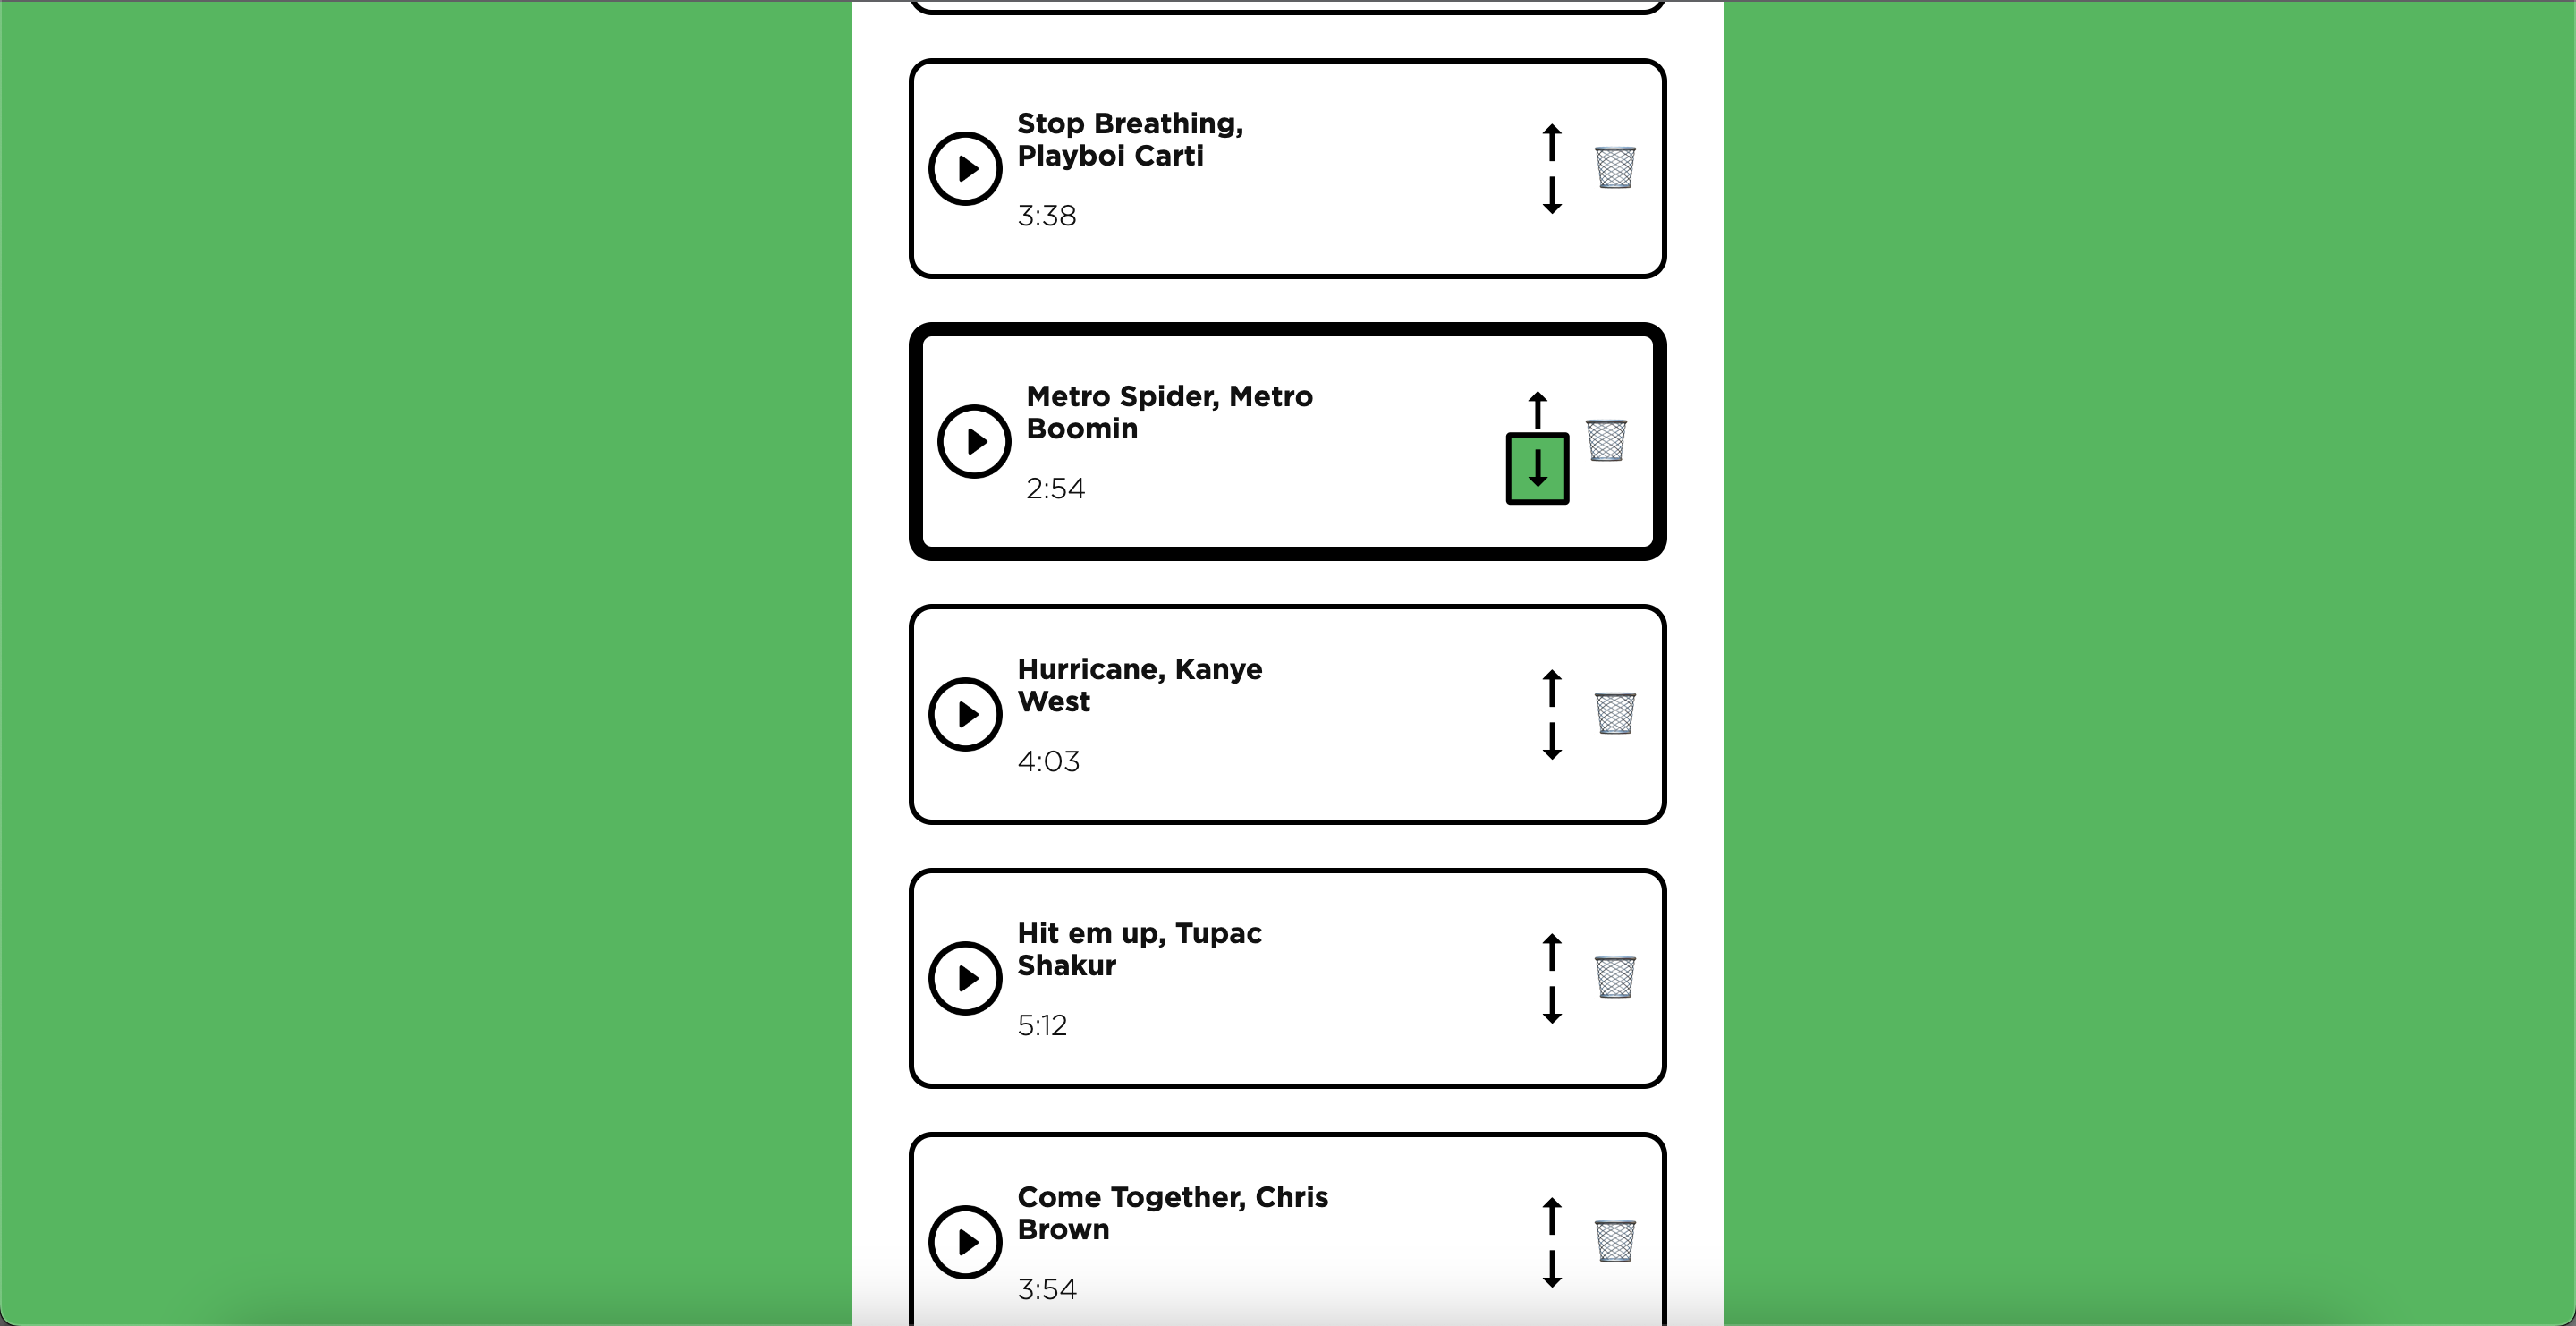 Stop Breathing,
Playboi Carti
3:38
Metro Spider, Metro
Boomin
2:54
Hurricane, Kanye
West
4:03
Hit em up, Tupac
Shakur
5:12
Come Together, Chris
Brown
3:54